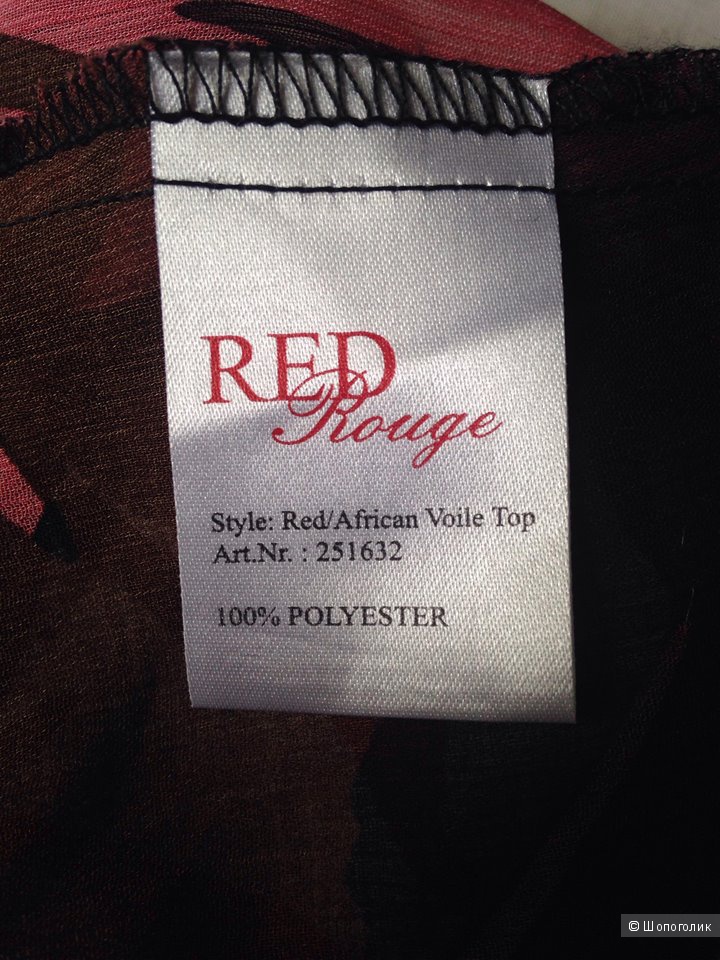 RED
Rouge
Style: Red/African Voile Top
Art.Nr. : 251632
100% POLYESTER
© Шопоголик